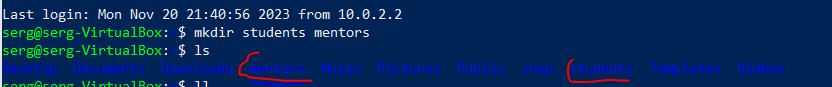 Last login: Mon Nov 20 21:40:56 2023 from 10.0.2.2
serg@serg-VirtualBox: $ mkdir students mentors
serg@serg-VirtualBox: $ ls
Desktop Documents Downloads mentors Music Pictures Public snap students Templates Videos
serg@serg-VirtualBox: $ ll